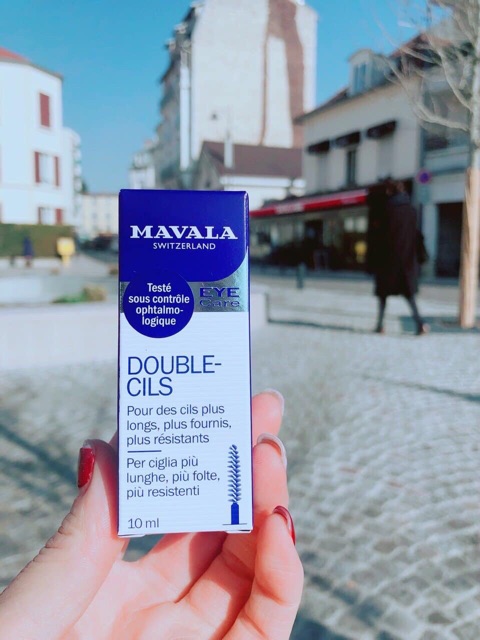 MAVALA
SWITZERLAND
Testé
sous contrôle
ophtalmo-
logique
EYE
Care
DOUBLE-
CILS
Pour des cils plus
longs, plus fournis,
plus résistants
Per ciglia più
lunghe, più folte,
più resistenti
10 ml